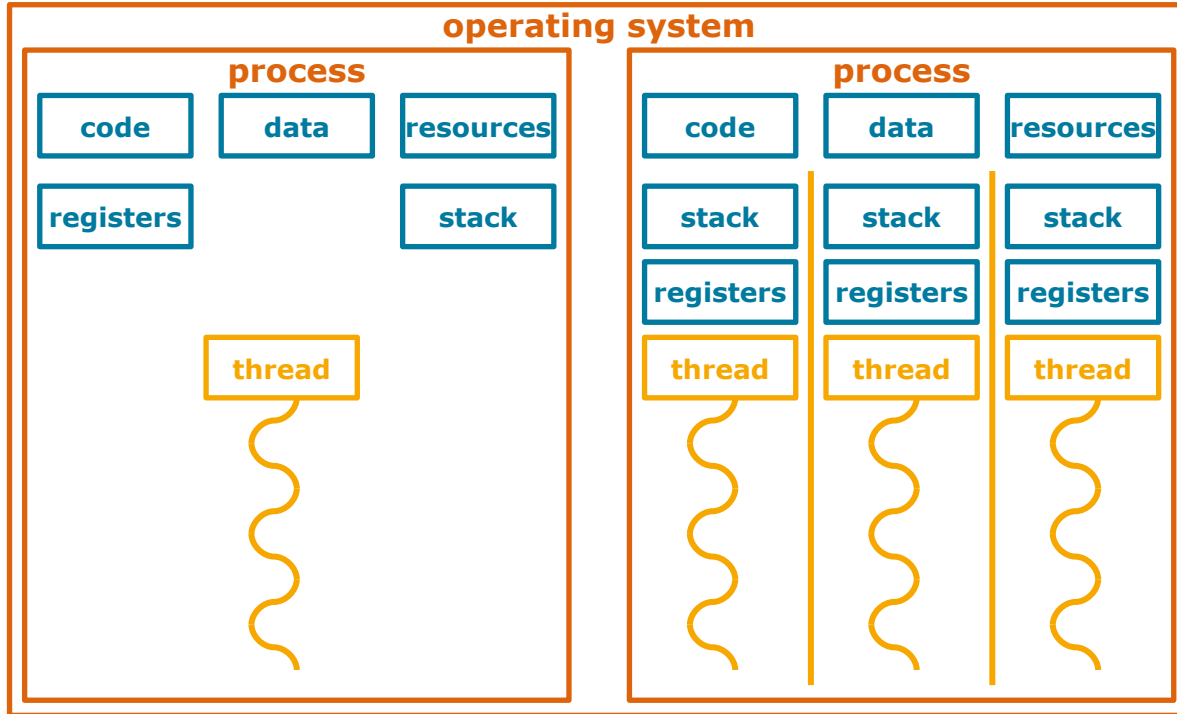 operating system
process
code data resources
registers stack
thread
process
code data resources
stack stack stack
registers registers registers
thread thread thread